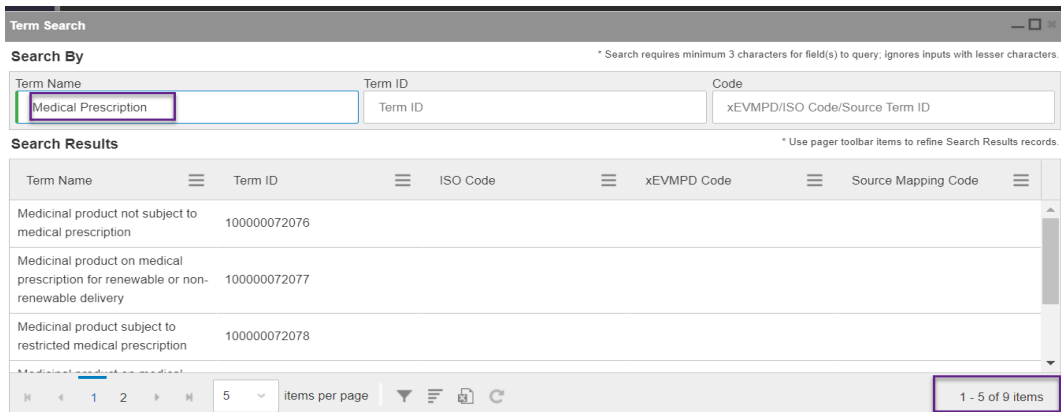 Term Search
Search By
* Search requires minimum 3 characters for field(s) to query; ignores inputs with lesser characters.
Term Name Term ID Code
Medical Prescription Term ID xEVMPD/ISO Code/Source Term ID
Search Results
* Use pager toolbar items to refine Search Results records.
Term Name Term ID ISO Code xEVMPD Code Source Mapping Code
Medicinal product not subject to
medical prescription
100000072076
Medicinal product on medical
prescription for renewable or non-
renewable delivery
100000072077
Medicinal product subject to
restricted medical prescription
100000072078
Medicinal product on medical
1 2 5 items per page 1 - 5 of 9 items